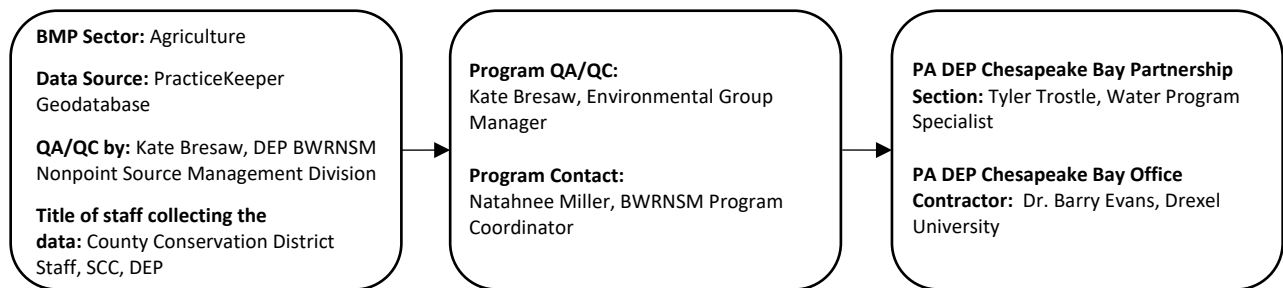 BMP Sector: Agriculture
Data Source: PracticeKeeper
Geodatabase
QA/QC by: Kate Bresaw, DEP BWRNSM
Nonpoint Source Management Division
Title of staff collecting the
data: County Conservation District
Staff, SCC, DEP
Program QA/QC:
Kate Bresaw, Environmental Group
Manager
Program Contact:
Natahnee Miller, BWRNSM Program
Coordinator
PA DEP Chesapeake Bay Partnership
Section: Tyler Trostle, Water Program
Specialist
PA DEP Chesapeake Bay Office
Contractor: Dr. Barry Evans, Drexel
University